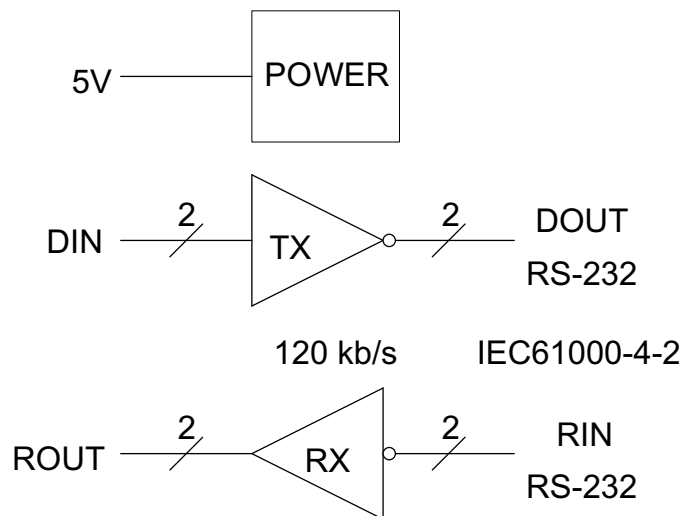 5V
POWER
DIN
2
TX
2
DOUT
RS-232
120 kb/s
IEC61000-4-2
ROUT
2
RX
2
RIN
RS-232